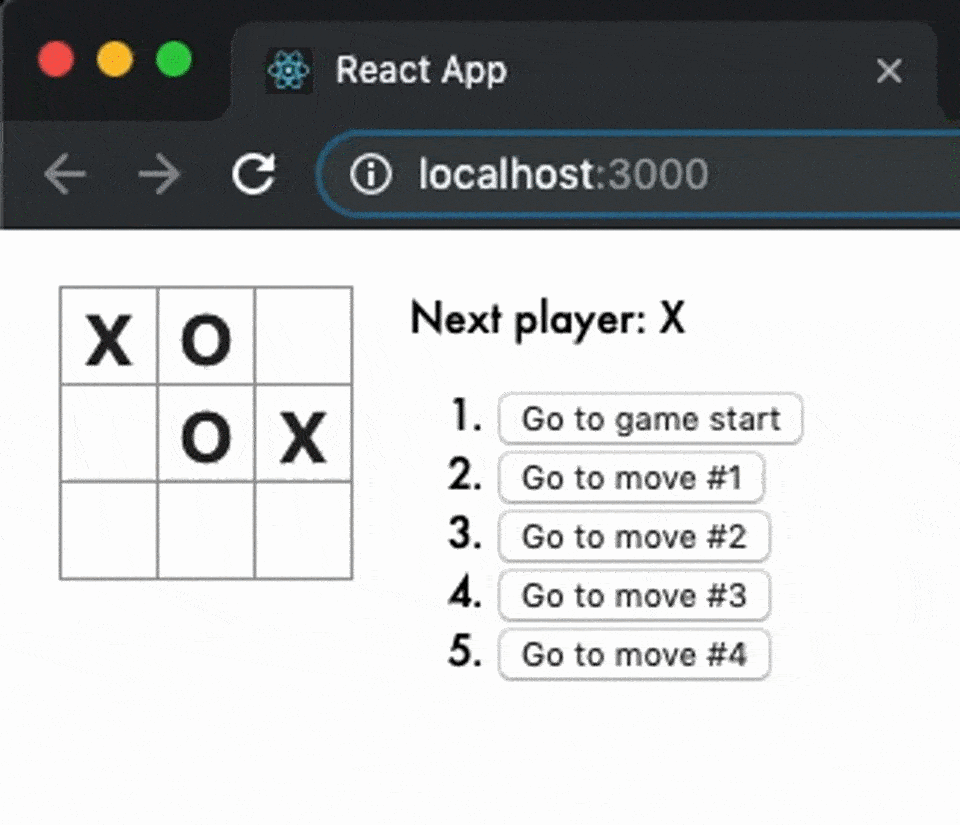 React App
localhost:3000
X O
O X
Next player: X
1. Go to game start
2. Go to move #1
3. Go to move #2
4. Go to move #3
5. Go to move #4